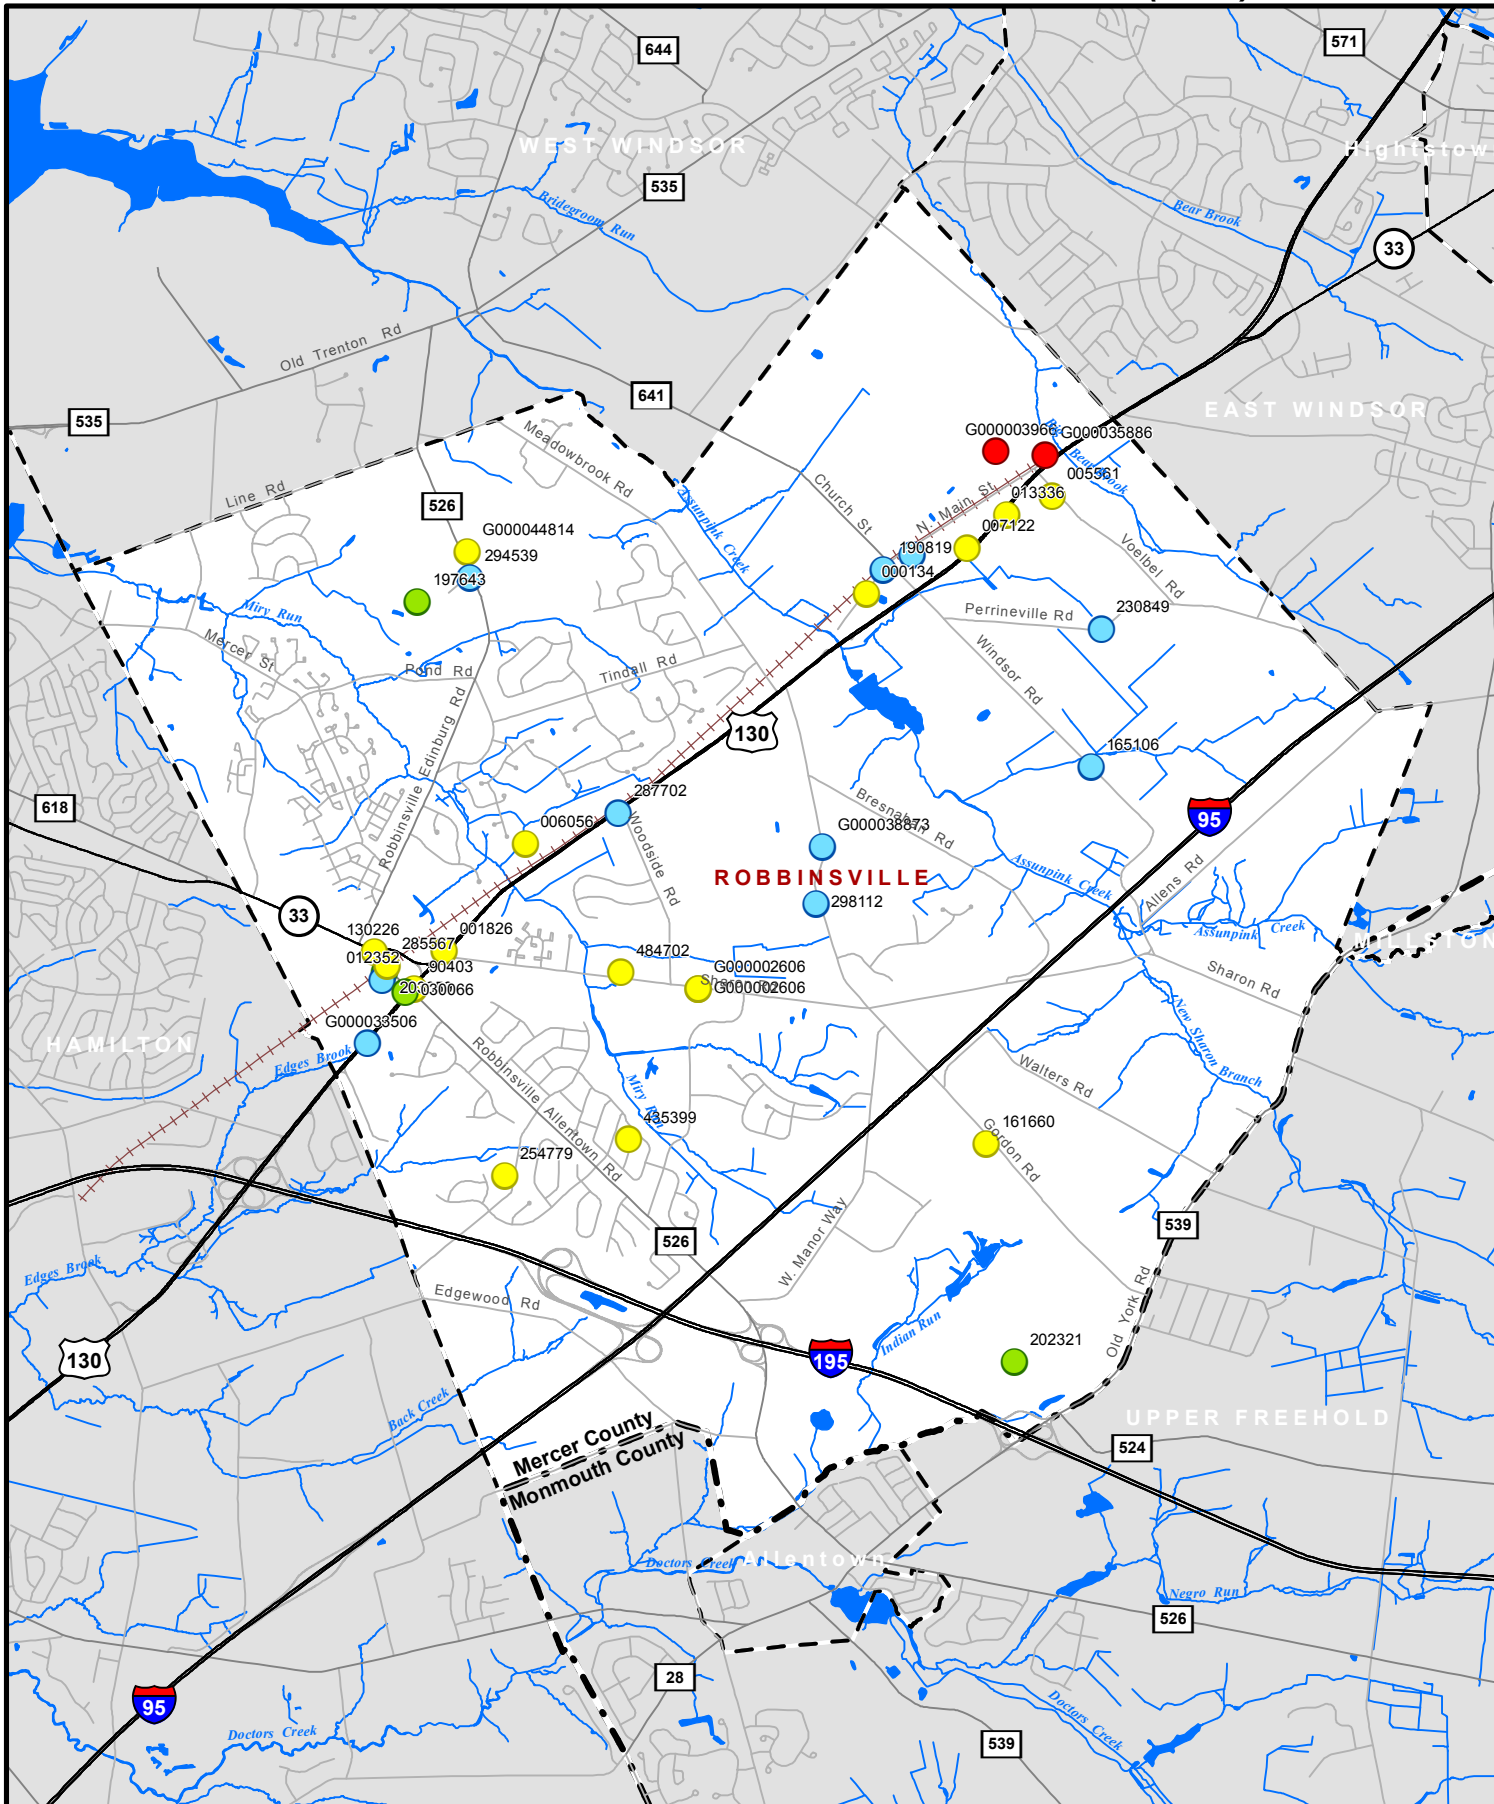 644
571
WEST WINDSOR
Hightstow
535
Bridegroom Run
Bear Brook
33
Old Trenton Rd
641
EAST WINDSOR
535
Meadowbrook Rd
G000003966
G000035886
Line Rd
526
Church St
N. Main St
005561
013336
Bear Brook
Assunpink Creek
G000044814
007122
294539
190819
Voelbel Rd
197643
000134
Miry Run
Perrineville Rd
230849
Mercer St
Pond Rd
Tindall Rd
Windsor Rd
Robbinsville Edinburg Rd
130
165106
618
287702
95
006056
Woodside Rd
Bresnahan Rd
G000038873
ROBBINSVILLE
Assunpink Creek
Allens Rd
298112
33
130226
001826
285567
Assunpink Creek
MILLSTON
012352
90403
484702
G000002606
Sharon Rd
Sharon Rd
030066
G000002606
G000033506
HAMILTON
Edges Brook
New Sharon Branch
Robbinsville Allentown Rd
Miry Run
Walters Rd
435399
161660
Gordon Rd
254779
W. Manor Way
539
526
Edges Brook
Edgewood Rd
Old York Rd
Indian Run
130
195
202321
Back Creek
Mercer County
Monmouth County
UPPER FREEHOLD
524
Doctors Creek
Allentown
Negro Run
526
28
95
Doctors Creek
Doctors Creek
539